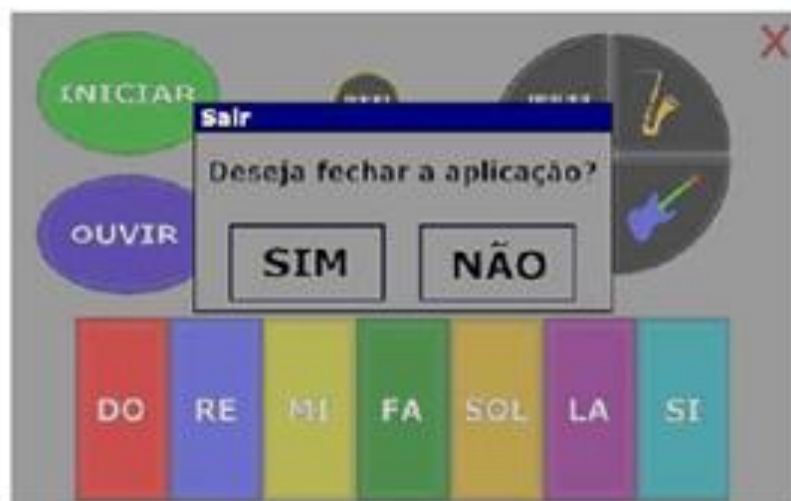 INICIAR
X
Sair
Deseja fechar a aplicação?
OUVIR
SIM
NÃO
DO
RE
MI
FA
SOL
LA
SI